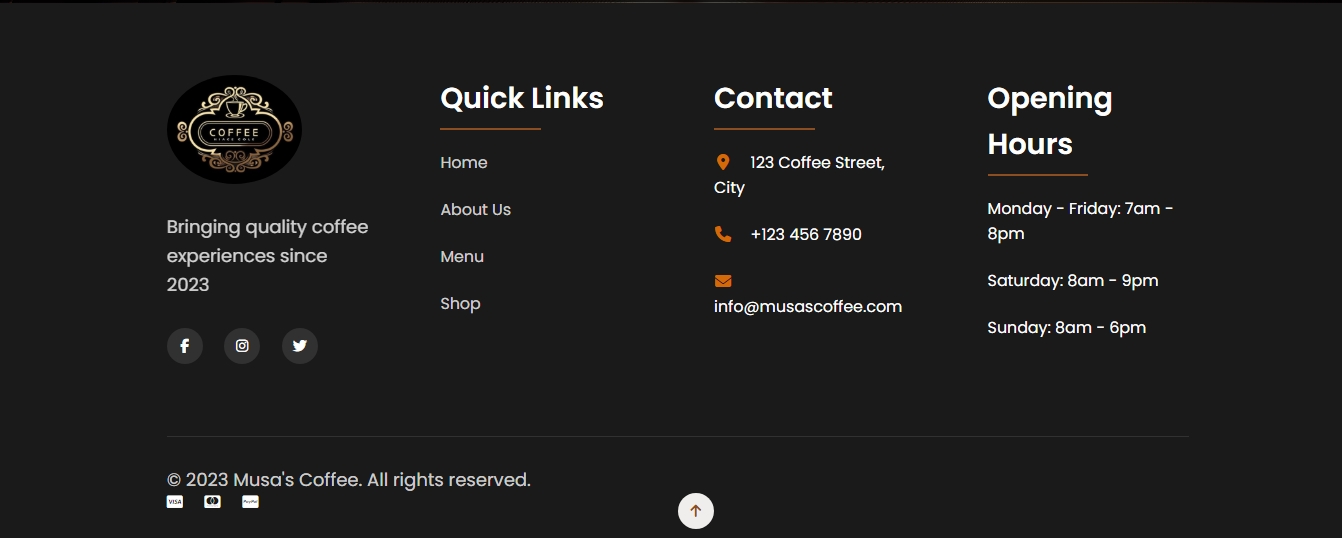 COFFEE
Bringing quality coffee
experiences since
2023
Quick Links
Home
About Us
Menu
Shop
Contact
123 Coffee Street,
City
+123 456 7890
info@musascoffee.com
Opening
Hours
Monday - Friday: 7am -
8pm
Saturday: 8am - 9pm
Sunday: 8am - 6pm
© 2023 Musa's Coffee. All rights reserved.
VISA
PayPal